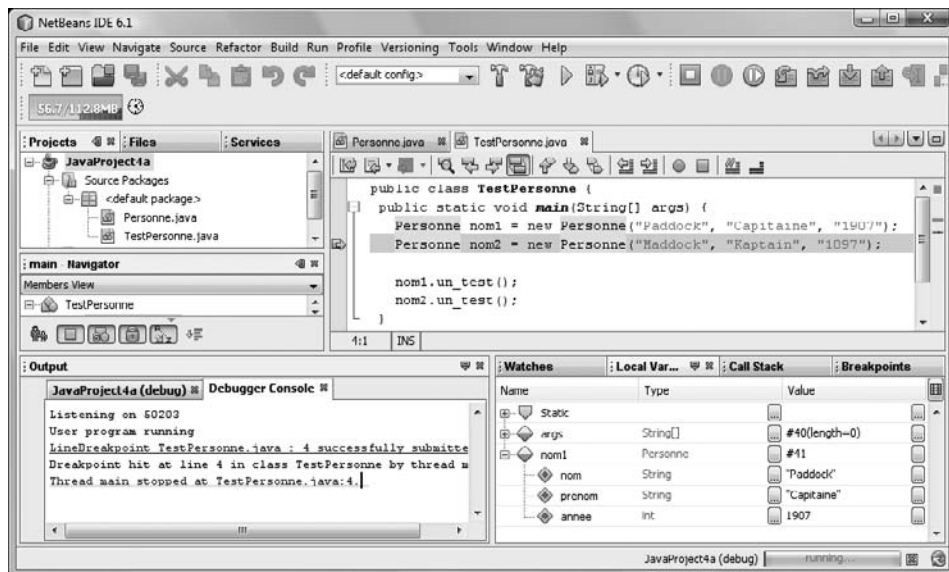 NetBeans IDE 6.1
File Edit View Navigate Source Refactor Build Run Profile Versioning Tools Window Help
<default config>
56.7/112.8MB
Projects Files Services
JavaProject4a
Source Packages
<default package>
Personne.java
TestPersonne.java
main - Navigator
Members View
TestPersonne
Personne.java TestPersonne.java
public class TestPersonne {
public static void main(String[] args) {
Personne nom1 = new Personne("Paddock", "Capitaine", "1907");
Personne nom2 = new Personne("Haddock", "Kaptain", "1897");
nom1.un_test();
nom2.un_test();
}
4:1 INS
Output
JavaProject4a (debug) Debugger Console
Listening on 50203
User program running
LineBreakpoint TestPersonne.java : 4 successfully submitte
Breakpoint hit at line 4 in class TestPersonne by thread m
Thread main stopped at TestPersonne.java:4.
Watches Local Var... Call Stack Breakpoints
Name Type Value
Static
args String[] #40(length=0)
nom1 Personne #41
nom String "Paddock"
prenom String "Capitaine"
annee int 1907
JavaProject4a (debug) running...